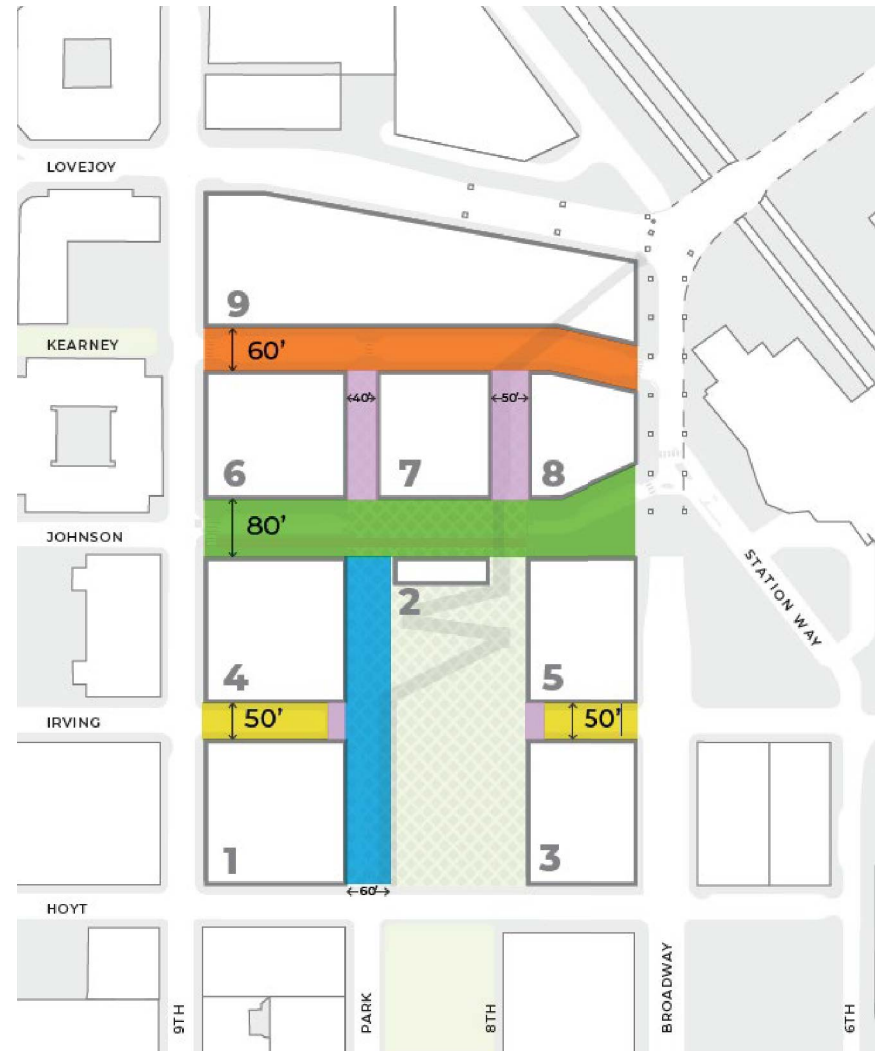 LOVEJOY
9
KEARNEY
60'
40'
50'
6
7
8
80'
JOHNSON
2
STATION WAY
4
5
IRVING
50'
50'
1
3
60'
HOYT
9TH
PARK
8TH
BROADWAY
6TH